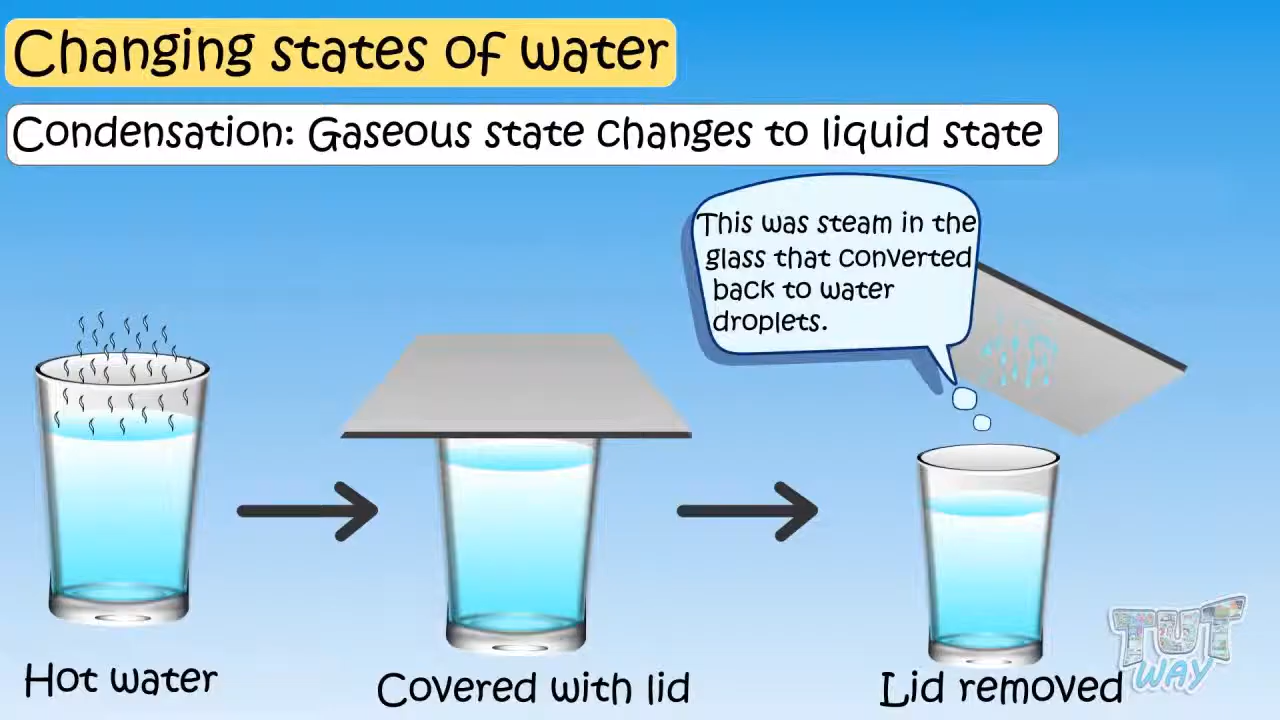 Changing states of water
Condensation: Gaseous state changes to liquid state
This was steam in the
glass that converted
back to water
droplets.
Hot water
Covered with lid
Lid removed
TUT
WAY